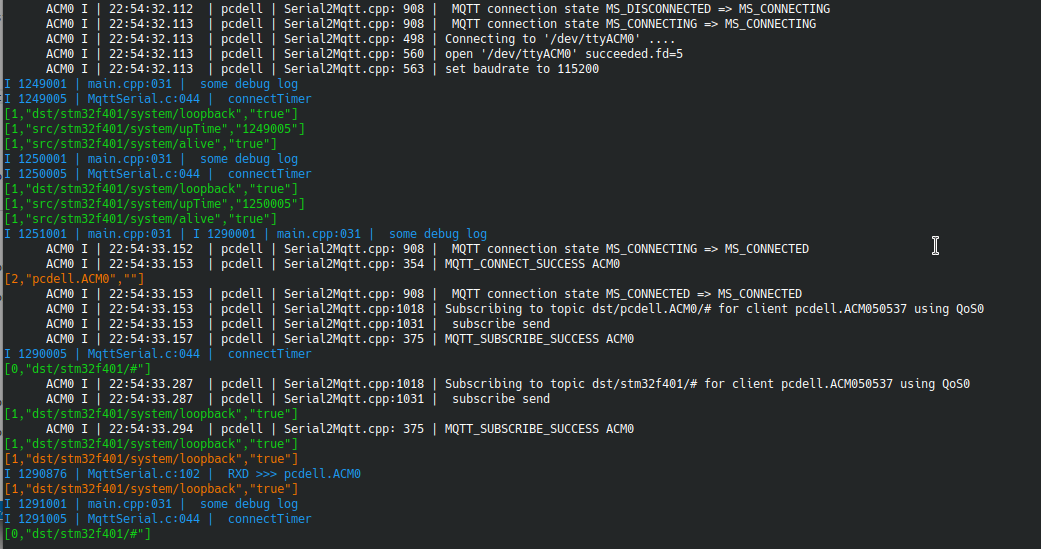 ACM0 I | 22:54:32.112  | pcdell | Serial2Mqtt.cpp: 908 |  MQTT connection state MS_DISCONNECTED => MS_CONNECTING
ACM0 I | 22:54:32.113  | pcdell | Serial2Mqtt.cpp: 908 |  MQTT connection state MS_CONNECTING => MS_CONNECTING
ACM0 I | 22:54:32.113  | pcdell | Serial2Mqtt.cpp: 498 | Connecting to '/dev/ttyACM0' ....
ACM0 I | 22:54:32.113  | pcdell | Serial2Mqtt.cpp: 560 | open '/dev/ttyACM0' succeeded.fd=5
ACM0 I | 22:54:32.113  | pcdell | Serial2Mqtt.cpp: 563 | set baudrate to 115200
I 1249001 | main.cpp:031 |  some debug log
I 1249005 | MqttSerial.c:044 |  connectTimer
[1,"dst/stm32f401/system/loopback","true"]
[1,"src/stm32f401/system/upTime","1249005"]
[1,"src/stm32f401/system/alive","true"]
I 1250001 | main.cpp:031 |  some debug log
I 1250005 | MqttSerial.c:044 |  connectTimer
[1,"dst/stm32f401/system/loopback","true"]
[1,"src/stm32f401/system/upTime","1250005"]
[1,"src/stm32f401/system/alive","true"]
I 1251001 | main.cpp:031 | I 1290001 | main.cpp:031 |  some debug log
ACM0 I | 22:54:33.152  | pcdell | Serial2Mqtt.cpp: 908 |  MQTT connection state MS_CONNECTING => MS_CONNECTED
ACM0 I | 22:54:33.153  | pcdell | Serial2Mqtt.cpp: 354 | MQTT_CONNECT_SUCCESS ACM0
[2,"pcdell.ACM0",""]
ACM0 I | 22:54:33.153  | pcdell | Serial2Mqtt.cpp: 908 |  MQTT connection state MS_CONNECTED => MS_CONNECTED
ACM0 I | 22:54:33.153  | pcdell | Serial2Mqtt.cpp:1018 | Subscribing to topic dst/pcdell.ACM0/# for client pcdell.ACM050537 using QoS0
ACM0 I | 22:54:33.153  | pcdell | Serial2Mqtt.cpp:1031 |  subscribe send
ACM0 I | 22:54:33.157  | pcdell | Serial2Mqtt.cpp: 375 | MQTT_SUBSCRIBE_SUCCESS ACM0
I 1290005 | MqttSerial.c:044 |  connectTimer
[0,"dst/stm32f401/#"]
ACM0 I | 22:54:33.287  | pcdell | Serial2Mqtt.cpp:1018 | Subscribing to topic dst/stm32f401/# for client pcdell.ACM050537 using QoS0
ACM0 I | 22:54:33.287  | pcdell | Serial2Mqtt.cpp:1031 |  subscribe send
[1,"dst/stm32f401/system/loopback","true"]
ACM0 I | 22:54:33.294  | pcdell | Serial2Mqtt.cpp: 375 | MQTT_SUBSCRIBE_SUCCESS ACM0
[1,"dst/stm32f401/system/loopback","true"]
[1,"dst/stm32f401/system/loopback","true"]
I 1290876 | MqttSerial.c:102 |  RXD >>> pcdell.ACM0
[1,"dst/stm32f401/system/loopback","true"]
I 1291001 | main.cpp:031 |  some debug log
I 1291005 | MqttSerial.c:044 |  connectTimer
[0,"dst/stm32f401/#"]